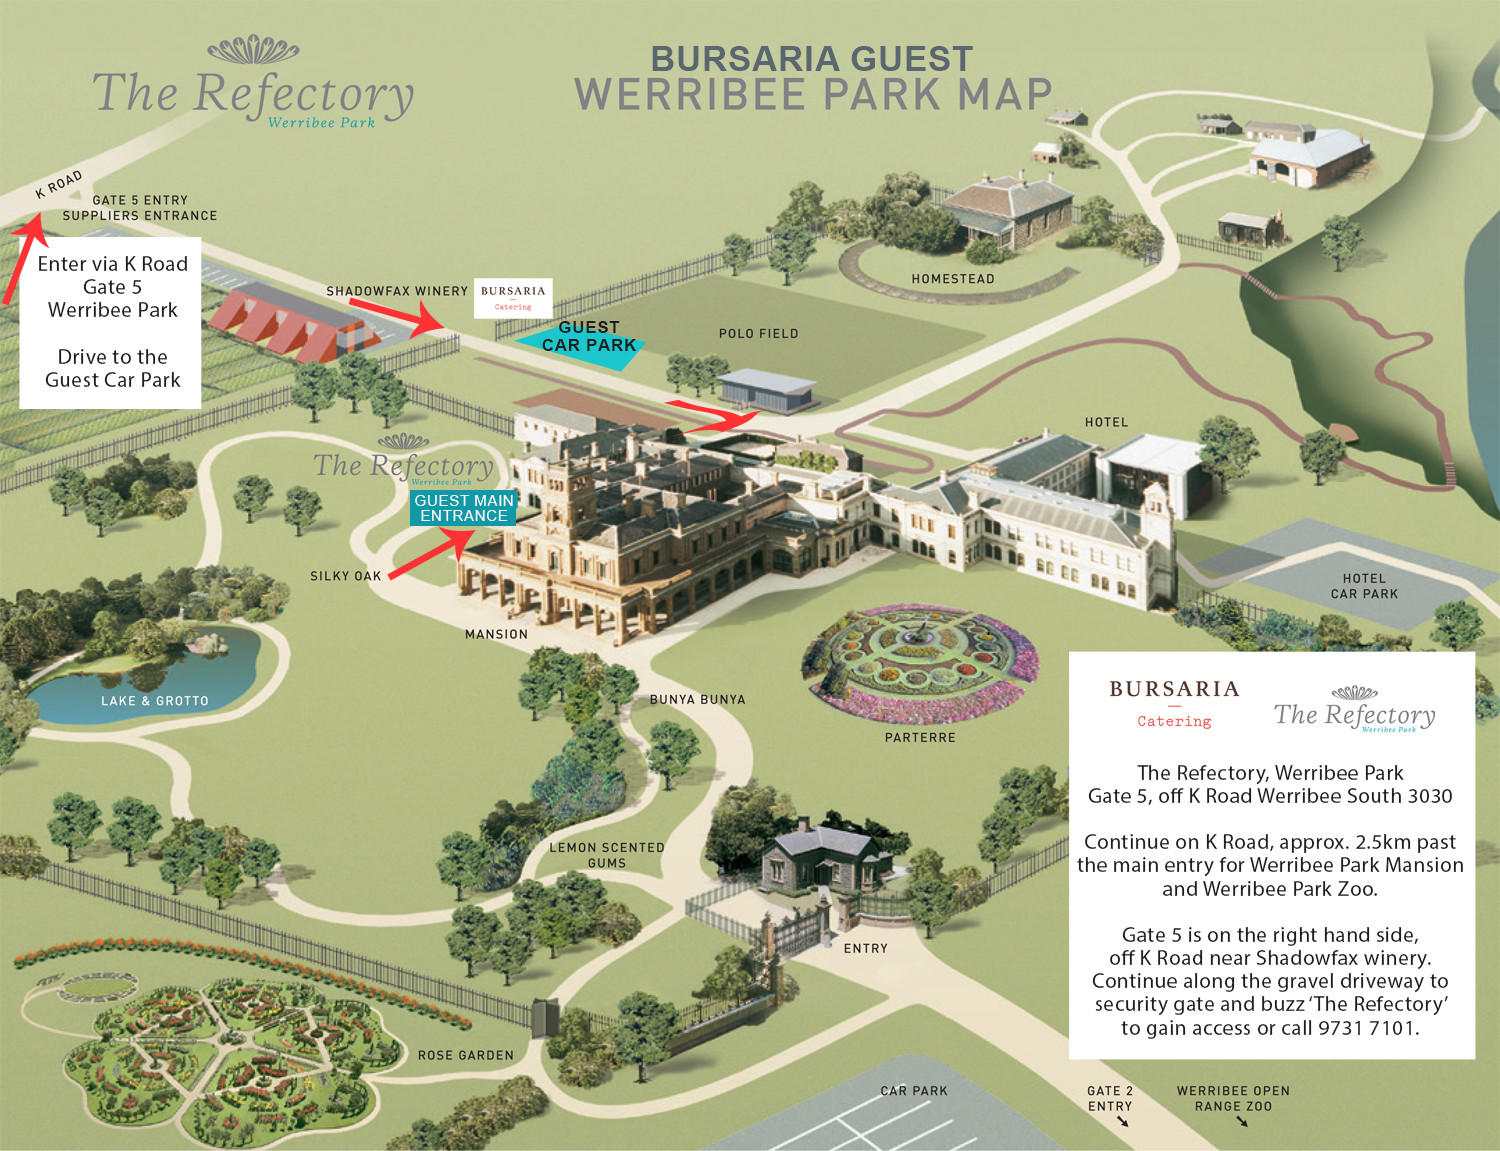 The Refectory
Werribee Park
BURSARIA GUEST
WERRIBEE PARK MAP
K ROAD
GATE 5 ENTRY
SUPPLIERS ENTRANCE
Enter via K Road
Gate 5
Werribee Park
Drive to the
Guest Car Park
SHADOWFAX WINERY
BURSARIA
Catering
GUEST
CAR PARK
POLO FIELD
HOMESTEAD
HOTEL
The Refectory
Werribee Park
GUEST MAIN
ENTRANCE
SILKY OAK
MANSION
HOTEL
CAR PARK
LAKE & GROTTO
BUNYA BUNYA
PARTERRE
LEMON SCENTED
GUMS
ENTRY
ROSE GARDEN
CAR PARK
BURSARIA
Catering
The Refectory
Werribee Park
The Refectory, Werribee Park
Gate 5, off K Road Werribee South 3030
Continue on K Road, approx. 2.5km past
the main entry for Werribee Park Mansion
and Werribee Park Zoo.
Gate 5 is on the right hand side,
off K Road near Shadowfax winery.
Continue along the gravel driveway to
security gate and buzz ‘The Refectory’
to gain access or call 9731 7101.
GATE 2
ENTRY
WERRIBEE OPEN
RANGE ZOO